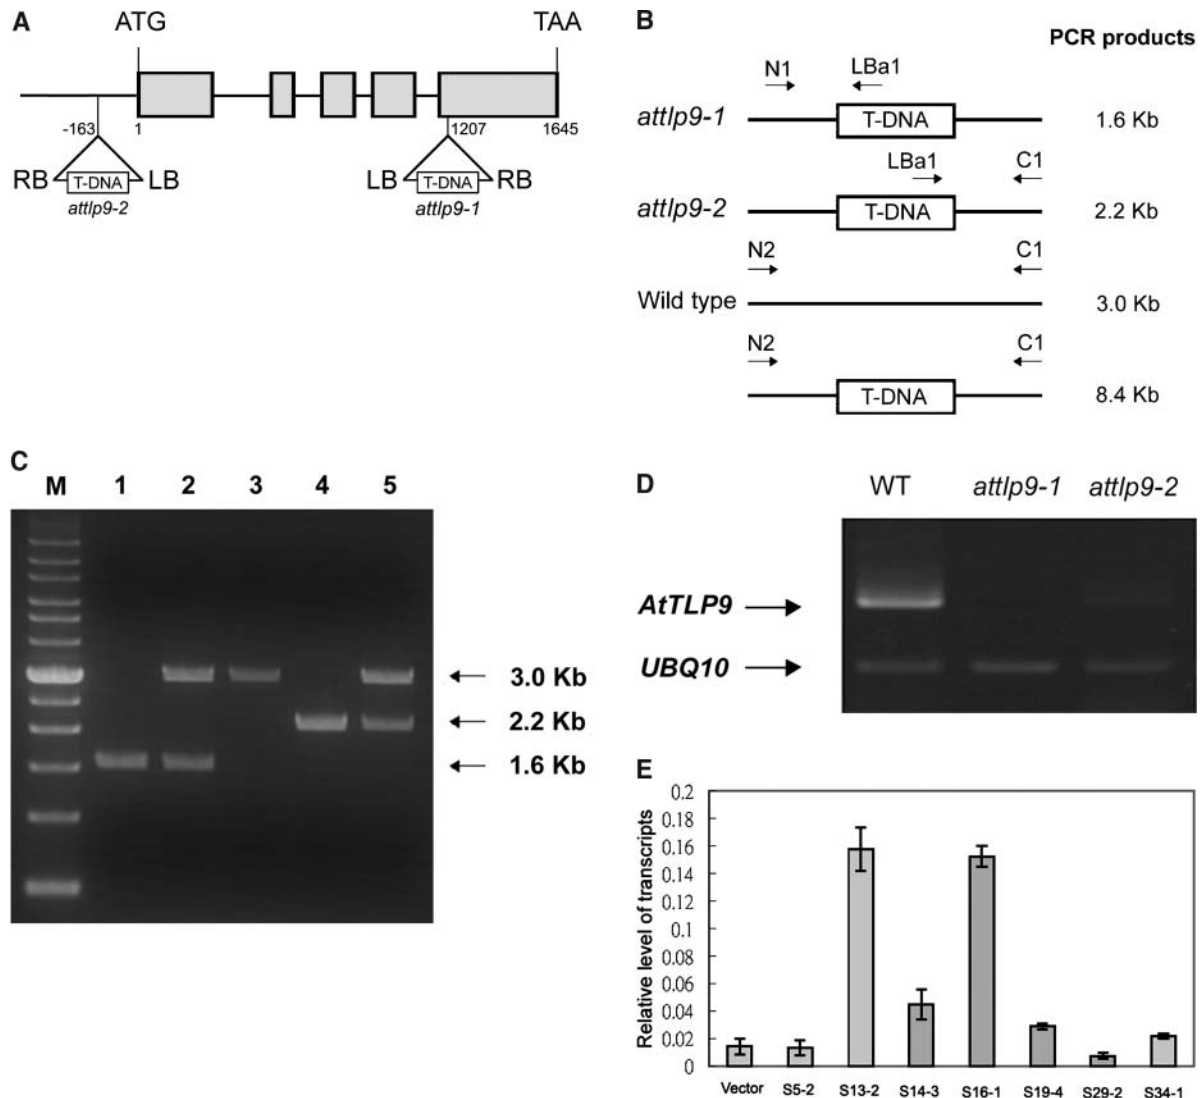 A
ATG
TAA
-163
1
1207
1645
RB
T-DNA
LB
attlp9-2
LB
T-DNA
RB
attlp9-1
B
PCR products
N1
LBa1
attlp9-1
T-DNA
1.6 Kb
LBa1
C1
attlp9-2
T-DNA
2.2 Kb
N2
C1
Wild type
3.0 Kb
N2
C1
T-DNA
8.4 Kb
C
M 1 2 3 4 5
3.0 Kb
2.2 Kb
1.6 Kb
D
WT attlp9-1 attlp9-2
AtTLP9
UBQ10
E
Relative level of transcripts
0.2
0.18
0.16
0.14
0.12
0.1
0.08
0.06
0.04
0.02
0
Vector S5-2 S13-2 S14-3 S16-1 S19-4 S29-2 S34-1